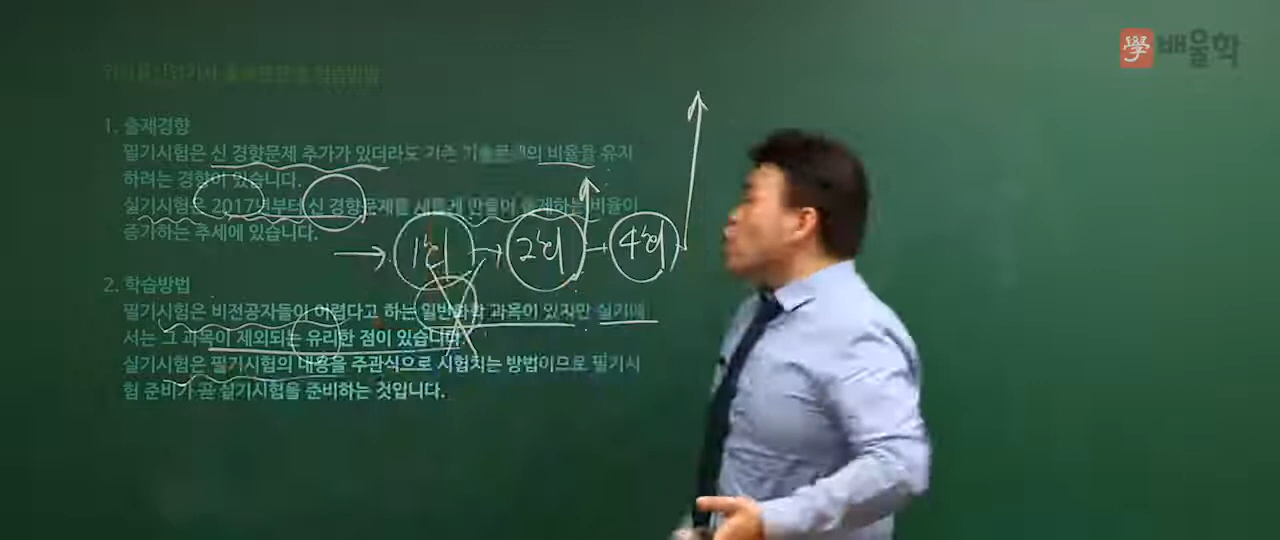 學 배울학
1. 출제경향
필기시험은 신 경향문제 추가가 있더라도 기존 비율을 유지
하려는 경향이 있습니다.
실기시험은 2017년부터 신 경향문제를 새롭게 만들어 출제하는 비율이
증가하는 추세에 있습니다.
1회 2회 4회
2. 학습방법
필기시험은 비전공자들이 어렵다고 하는 일반화학 과목이 있지만 실기에
서는 그 과목이 제외되는 유리한 점이 있습니다.
실기시험은 필기시험의 내용을 주관식으로 시험치는 방법이므로 필기시
험 준비가 곧 실기시험을 준비하는 것입니다.